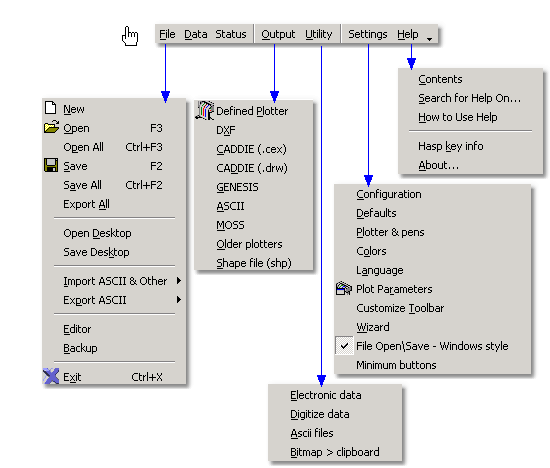 File Data Status Output Utility Settings Help
New
Open F3
Open All Ctrl+F3
Save F2
Save All Ctrl+F2
Export All
Open Desktop
Save Desktop
Import ASCII & Other
Export ASCII
Editor
Backup
Exit Ctrl+X
Defined Plotter
DXF
CADDIE (.cex)
CADDIE (.drw)
GENESIS
ASCII
MOSS
Older plotters
Shape file (shp)
Electronic data
Digitize data
Ascii files
Bitmap > clipboard
Configuration
Defaults
Plotter & pens
Colors
Language
Plot Parameters
Customize Toolbar
Wizard
File Open\Save - Windows style
Minimum buttons
Contents
Search for Help On...
How to Use Help
Hasp key info
About...